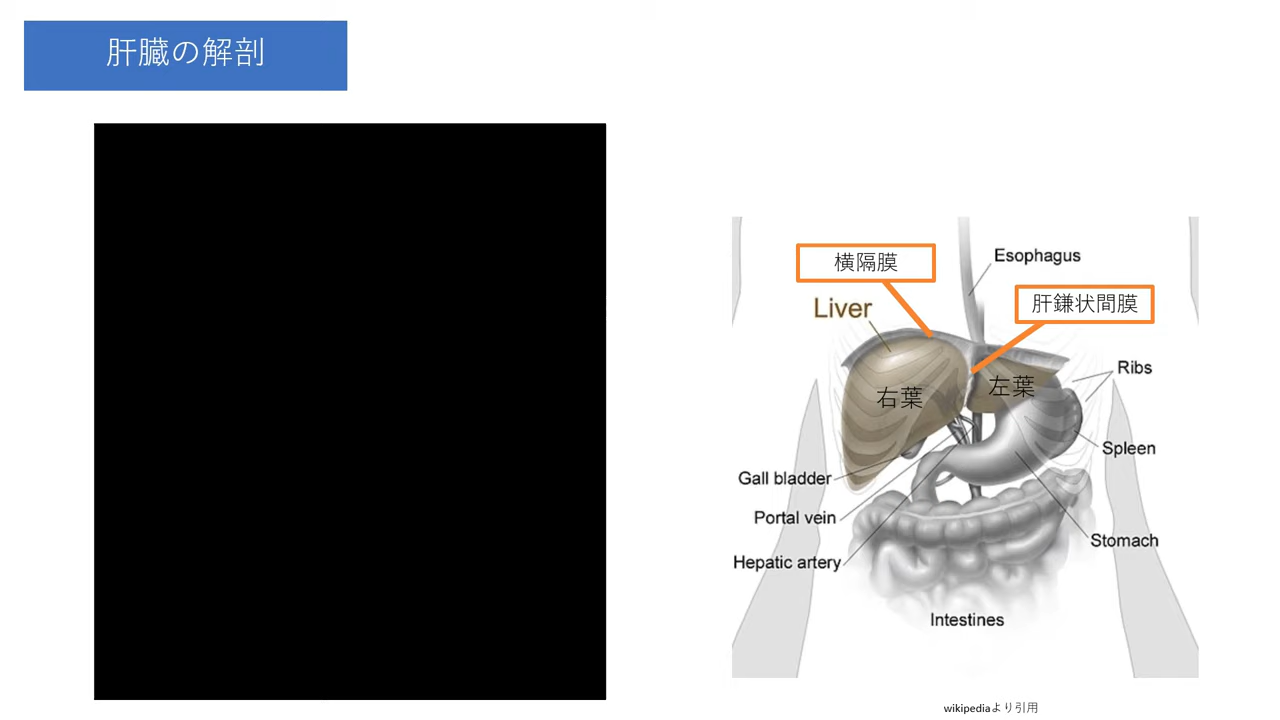 肝臓の解剖
横隔膜
Esophagus
肝鎌状間膜
Liver
Ribs
右葉
左葉
Spleen
Gall bladder
Portal vein
Stomach
Hepatic artery
Intestines
wikipediaより引用